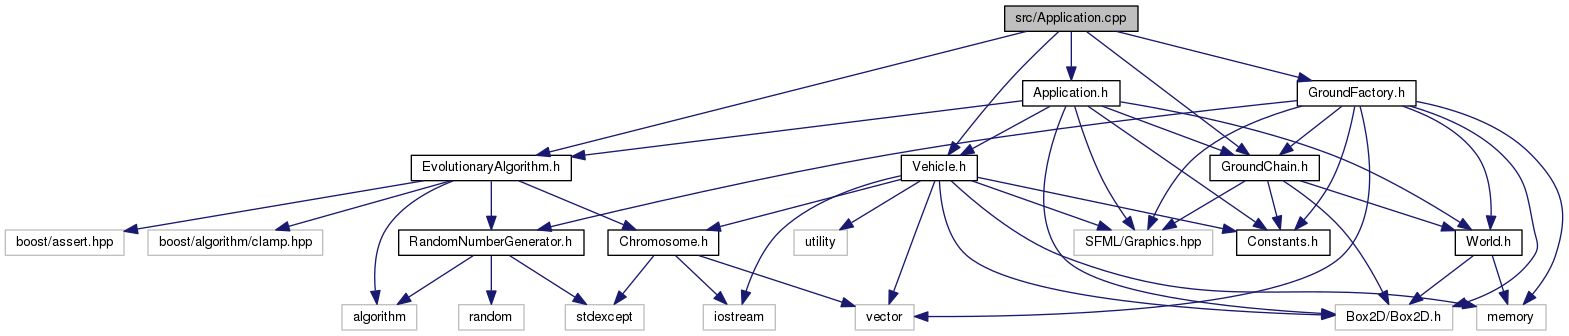 src/Application.cpp
Application.h
GroundFactory.h
EvolutionaryAlgorithm.h
Vehicle.h
GroundChain.h
boost/assert.hpp
boost/algorithm/clamp.hpp
RandomNumberGenerator.h
Chromosome.h
utility
SFML/Graphics.hpp
Constants.h
World.h
algorithm
random
stdexcept
iostream
vector
Box2D/Box2D.h
memory